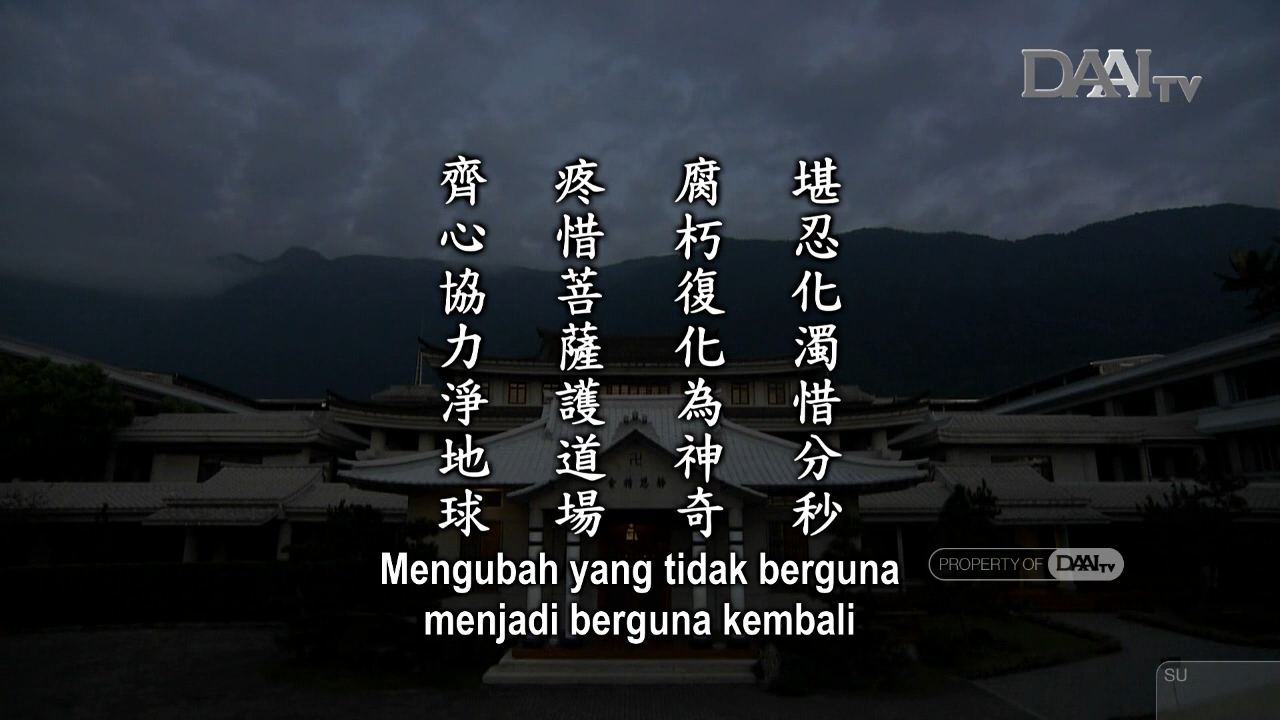 DAAI TV
堪忍化濁惜分秒
腐朽復化為神奇
疼惜菩薩護道場
齊心協力淨地球
Mengubah yang tidak berguna
menjadi berguna kembali
PROPERTY OF DAAI TV
SU